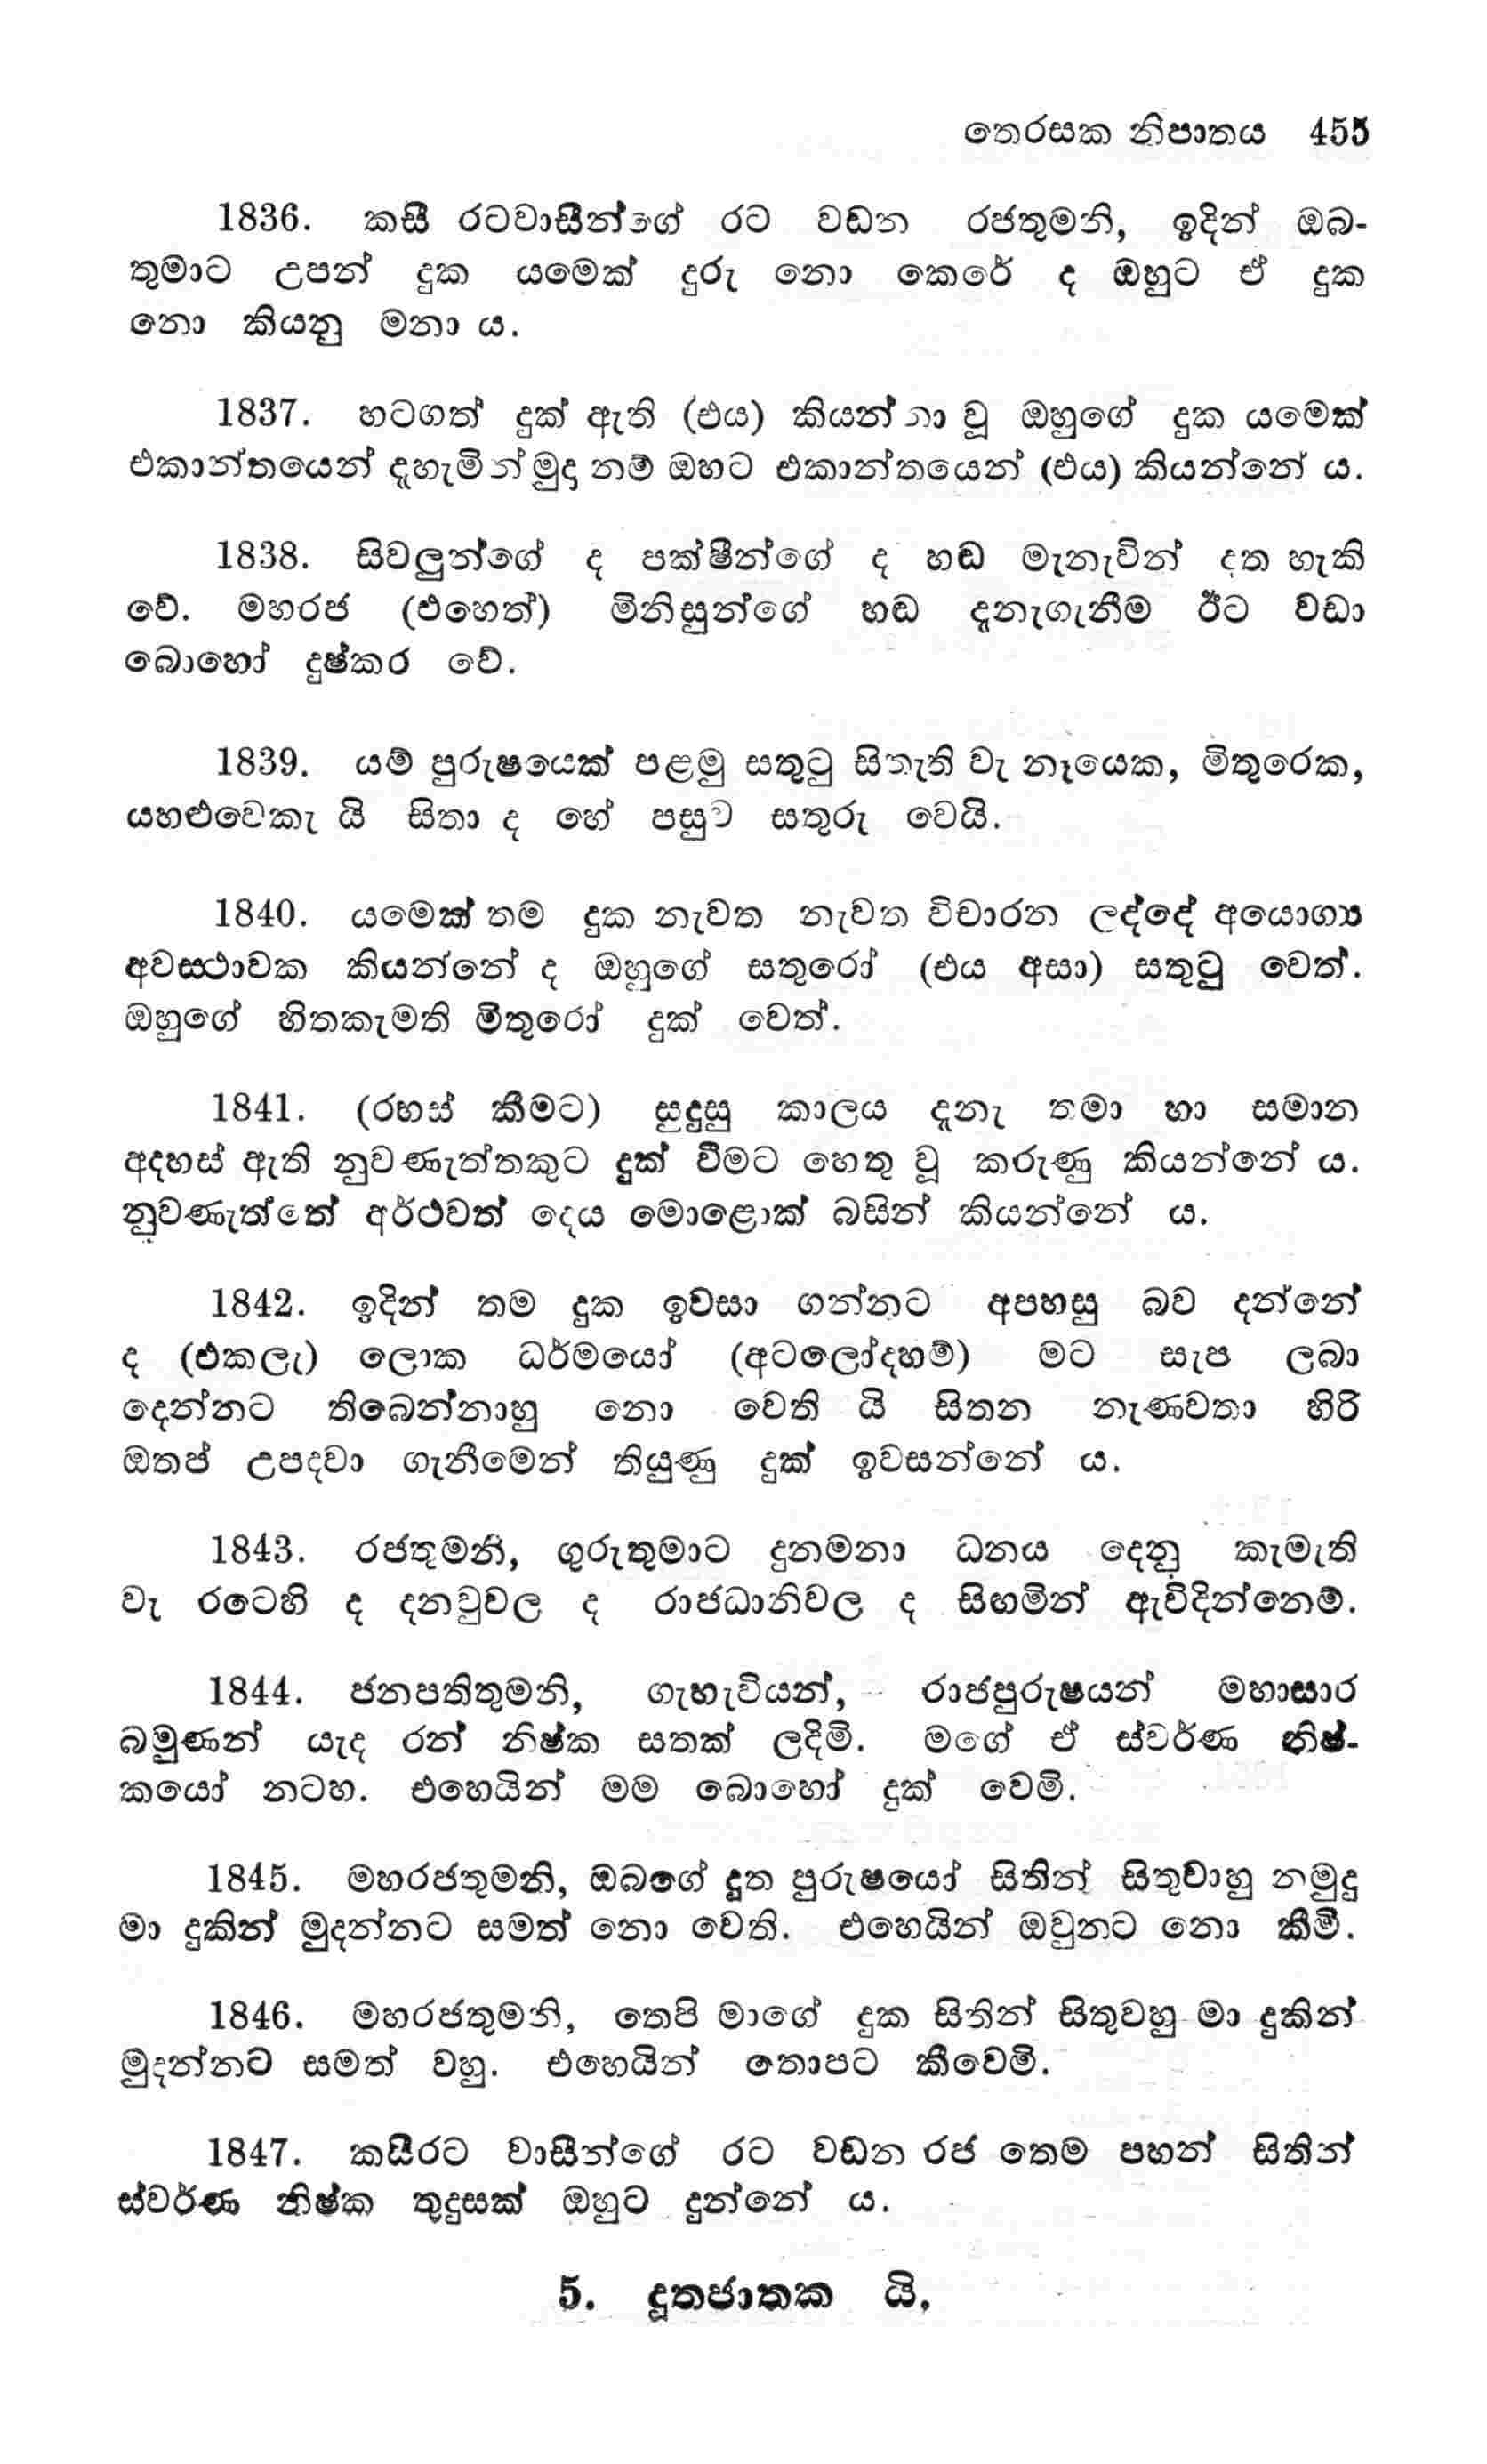 තෙරසක නිපාතය 455
1836. කසී රටවාසීන්ගේ රට වඩන රජතුමනි, ඉදින් ඔබ-
තුමාට උපන් දුක යමෙක් දුරු නො කෙරේ ද ඔහුට ඒ දුක
නො කියනු මනා ය.
1837. හටගත් දුක් ඇති (එය) කියන්නා වූ ඔහුගේ දුක යමෙක්
එකාන්තයෙන් දැහැමින් මුදා නම් ඔහට එකාන්තයෙන් (එය) කියන්නේ ය.
1838. සිවලුන්ගේ ද පක්ෂීන්ගේ ද හඬ මැනැවින් දත හැකි
වේ. මහරජ (එහෙත්) මිනිසුන්ගේ හඬ දැනැගැනීම ඊට වඩා
බොහෝ දුෂ්කර වේ.
1839. යම් පුරුෂයෙක් පළමු සතුටු සිතැති වැ නෑයෙක, මිතුරෙක,
යහළුවෙකැ යි සිතා ද හේ පසුව සතුරු වෙයි.
1840. යමෙක් තම දුක නැවත නැවත විචාරන ලද්දේ අයොග්‍ය
අවස්ථාවක කියන්නේ ද ඔහුගේ සතුරෝ (එය අසා) සතුටු වෙත්.
ඔහුගේ හිතකැමති මිතුරෝ දුක් වෙත්.
1841. (රහස් කීමට) සුදුසු කාලය දැනැ තමා හා සමාන
අදහස් ඇති නුවණැත්තකුට දුක් වීමට හෙතු වූ කරුණු කියන්නේ ය.
නුවණැත්තේ අර්ථවත් දෙය මොළොක් බසින් කියන්නේ ය.
1842. ඉදින් තම දුක ඉවසා ගන්නට අපහසු බව දන්නේ
ද (එකලැ) ලොක ධර්මයෝ (අටලෝදහම්) මට සැප ලබා
දෙන්නට තිබෙන්නාහු නො වෙති යි සිතන නැණවතා හිරි
ඔතප් උපදවා ගැනීමෙන් තියුණු දුක් ඉවසන්නේ ය.
1843. රජතුමනි, ගුරුතුමාට දුනමනා ධනය දෙනු කැමැති
වැ රටෙහි ද දනවුවල ද රාජධානිවල ද සිඟමින් ඇවිදින්නෙම්.
1844. ජනපතිතුමනි, ගැහැවියන්, රාජපුරුෂයන් මහාසාර
බමුණන් යැද රන් නිෂ්ක සතක් ලදිමි. මගේ ඒ ස්වර්ණ නිෂ්-
කයෝ නටහ. එහෙයින් මම බොහෝ දුක් වෙමි.
1845. මහරජතුමනි, ඔබගේ දූත පුරුෂයෝ සිතින් සිතුවාහු නමුදු
මා දුකින් මුදන්නට සමත් නො වෙති. එහෙයින් ඔවුනට නො කීමි.
1846. මහරජතුමනි, තෙපි මාගේ දුක සිතින් සිතුවහු මා දුකින්
මුදන්නට සමත් වහු. එහෙයින් තොපට කීවෙමි.
1847. කසීරට වාසීන්ගේ රට වඩන රජ තෙම පහන් සිතින්
ස්වර්ණ නිෂ්ක තුදුසක් ඔහුට දුන්නේ ය.
5. දූතජාතක යි.